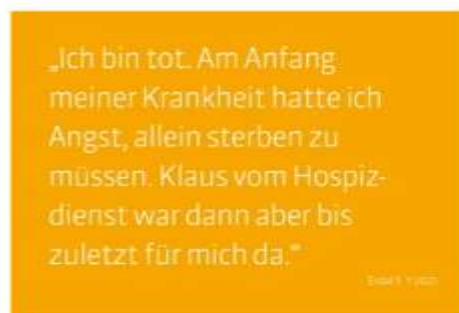 „Ich bin tot. Am Anfang
meiner Krankheit hatte ich
Angst, allein sterben zu
müssen. Klaus vom Hospiz-
dienst war dann aber bis
zuletzt für mich da.“